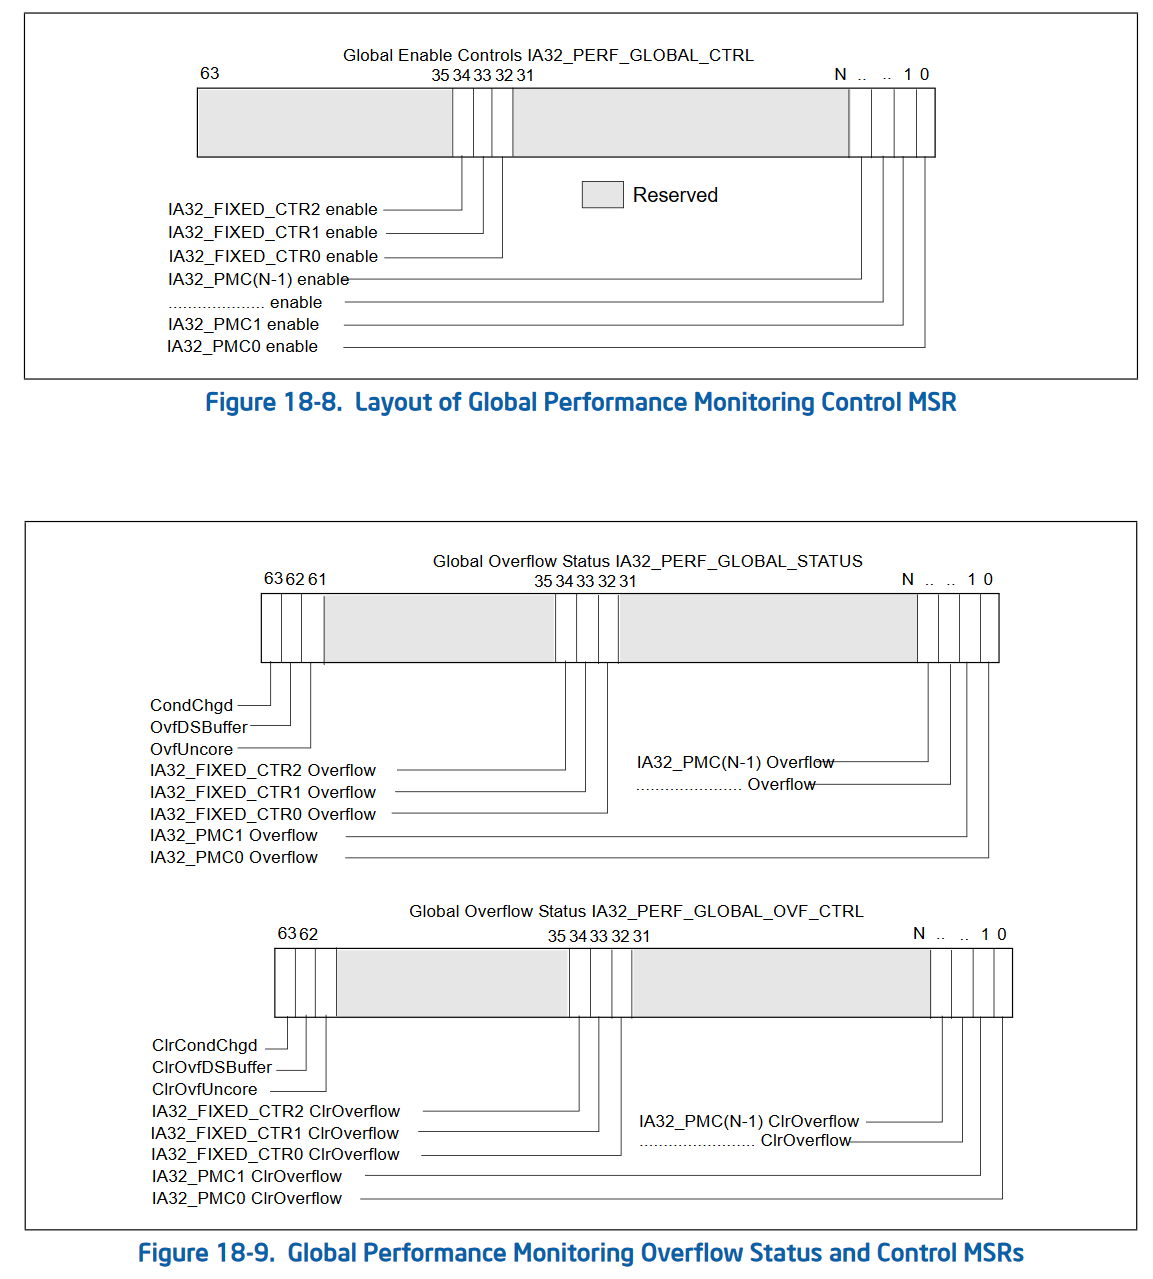 Global Enable Controls IA32_PERF_GLOBAL_CTRL
63 35 34 33 32 31 N .. .. 1 0
Reserved
IA32_FIXED_CTR2 enable
IA32_FIXED_CTR1 enable
IA32_FIXED_CTR0 enable
IA32_PMC(N-1) enable
.................... enable
IA32_PMC1 enable
IA32_PMC0 enable
Figure 18-8. Layout of Global Performance Monitoring Control MSR
Global Overflow Status IA32_PERF_GLOBAL_STATUS
63 62 61 35 34 33 32 31 N .. .. 1 0
CondChgd
OvfDSBuffer
OvfUncore
IA32_FIXED_CTR2 Overflow
IA32_FIXED_CTR1 Overflow
IA32_FIXED_CTR0 Overflow
IA32_PMC1 Overflow
IA32_PMC0 Overflow
IA32_PMC(N-1) Overflow
...................... Overflow
Global Overflow Status IA32_PERF_GLOBAL_OVF_CTRL
63 62 35 34 33 32 31 N .. .. 1 0
ClrCondChgd
ClrOvfDSBuffer
ClrOvfUncore
IA32_FIXED_CTR2 ClrOverflow
IA32_FIXED_CTR1 ClrOverflow
IA32_FIXED_CTR0 ClrOverflow
IA32_PMC1 ClrOverflow
IA32_PMC0 ClrOverflow
IA32_PMC(N-1) ClrOverflow
........................ ClrOverflow
Figure 18-9. Global Performance Monitoring Overflow Status and Control MSRs